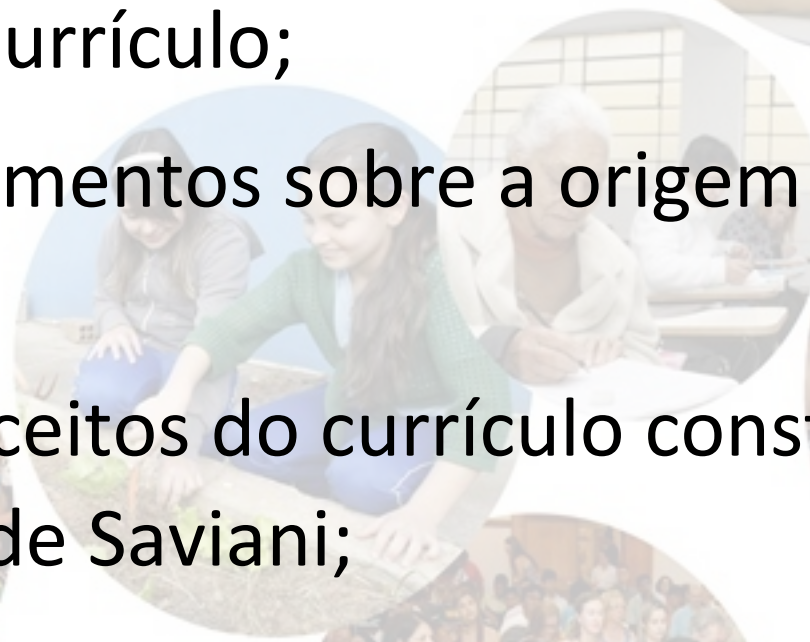 urrículo;
mentos sobre a origem
ceitos do currículo const
de Saviani;